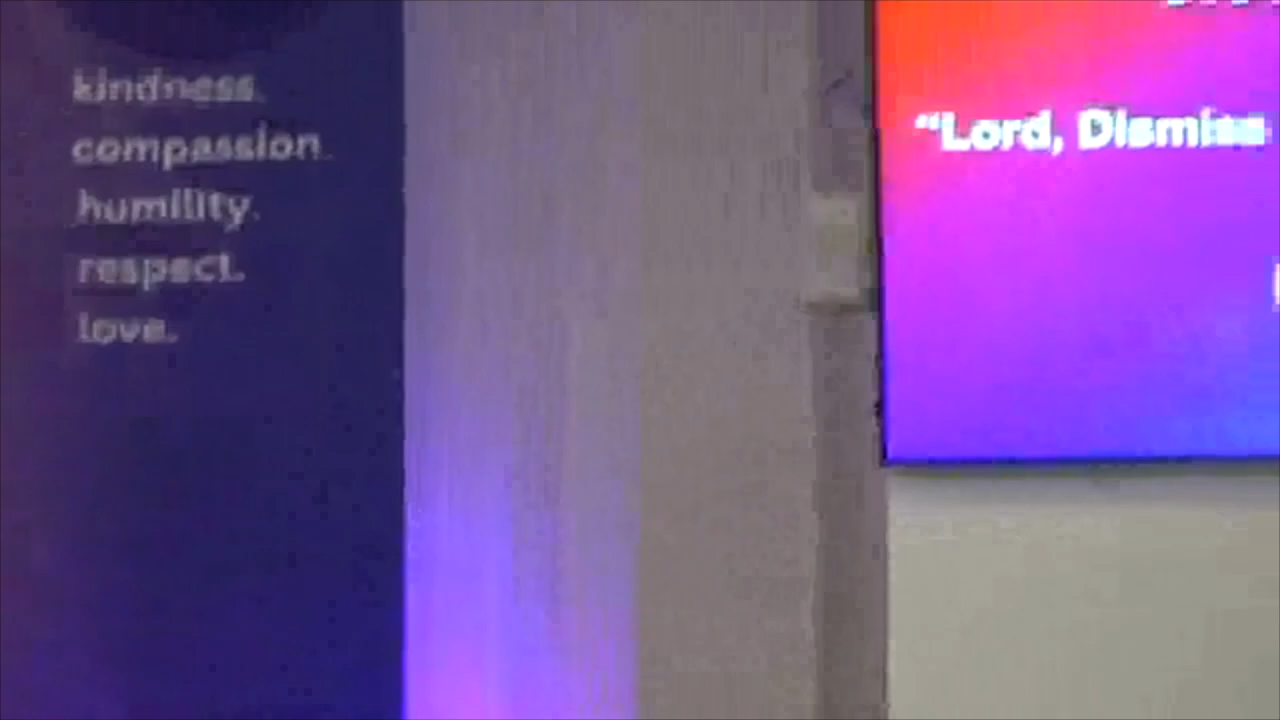 kindness.
compassion.
humility.
respect.
love.
“Lord, Dismiss